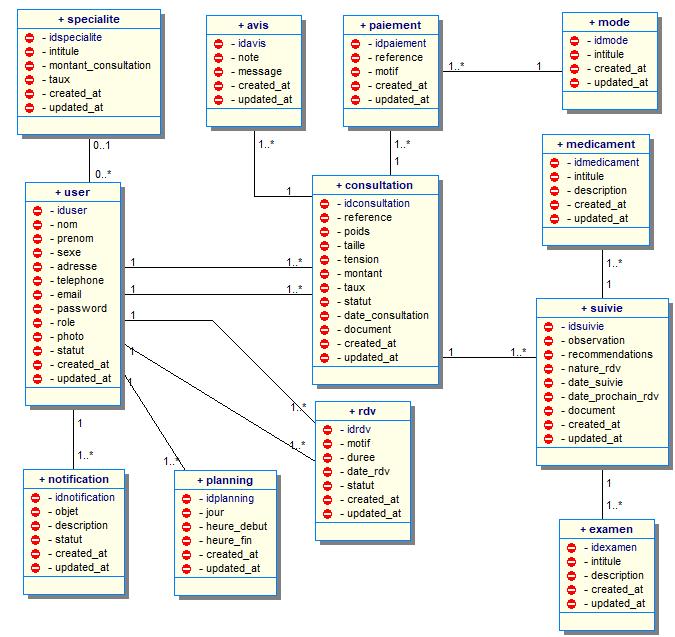 + specialite
- idspecialite
- intitule
- montant_consultation
- taux
- created_at
- updated_at
+ avis
- idavis
- note
- message
- created_at
- updated_at
+ paiement
- idpaiement
- reference
- motif
- created_at
- updated_at
1..*
1
+ mode
- idmode
- intitule
- created_at
- updated_at
0..1
0..*
1..*
1
1..*
1
+ medicament
- idmedicament
- intitule
- description
- created_at
- updated_at
1..*
1
+ user
- iduser
- nom
- prenom
- sexe
- adresse
- telephone
- email
- password
- role
- photo
- statut
- created_at
- updated_at
1
1..*
1
1..*
1
1..*
1
1..*
1
1..*
+ consultation
- idconsultation
- reference
- poids
- taille
- tension
- montant
- taux
- statut
- date_consultation
- document
- created_at
- updated_at
1
1..*
+ suivie
- idsuivie
- observation
- recommendations
- nature_rdv
- date_suivie
- date_prochain_rdv
- document
- created_at
- updated_at
1
1..*
+ rdv
- idrdv
- motif
- duree
- date_rdv
- statut
- created_at
- updated_at
1
1..*
+ notification
- idnotification
- objet
- description
- statut
- created_at
- updated_at
+ planning
- idplanning
- jour
- heure_debut
- heure_fin
- created_at
- updated_at
+ examen
- idexamen
- intitule
- description
- created_at
- updated_at